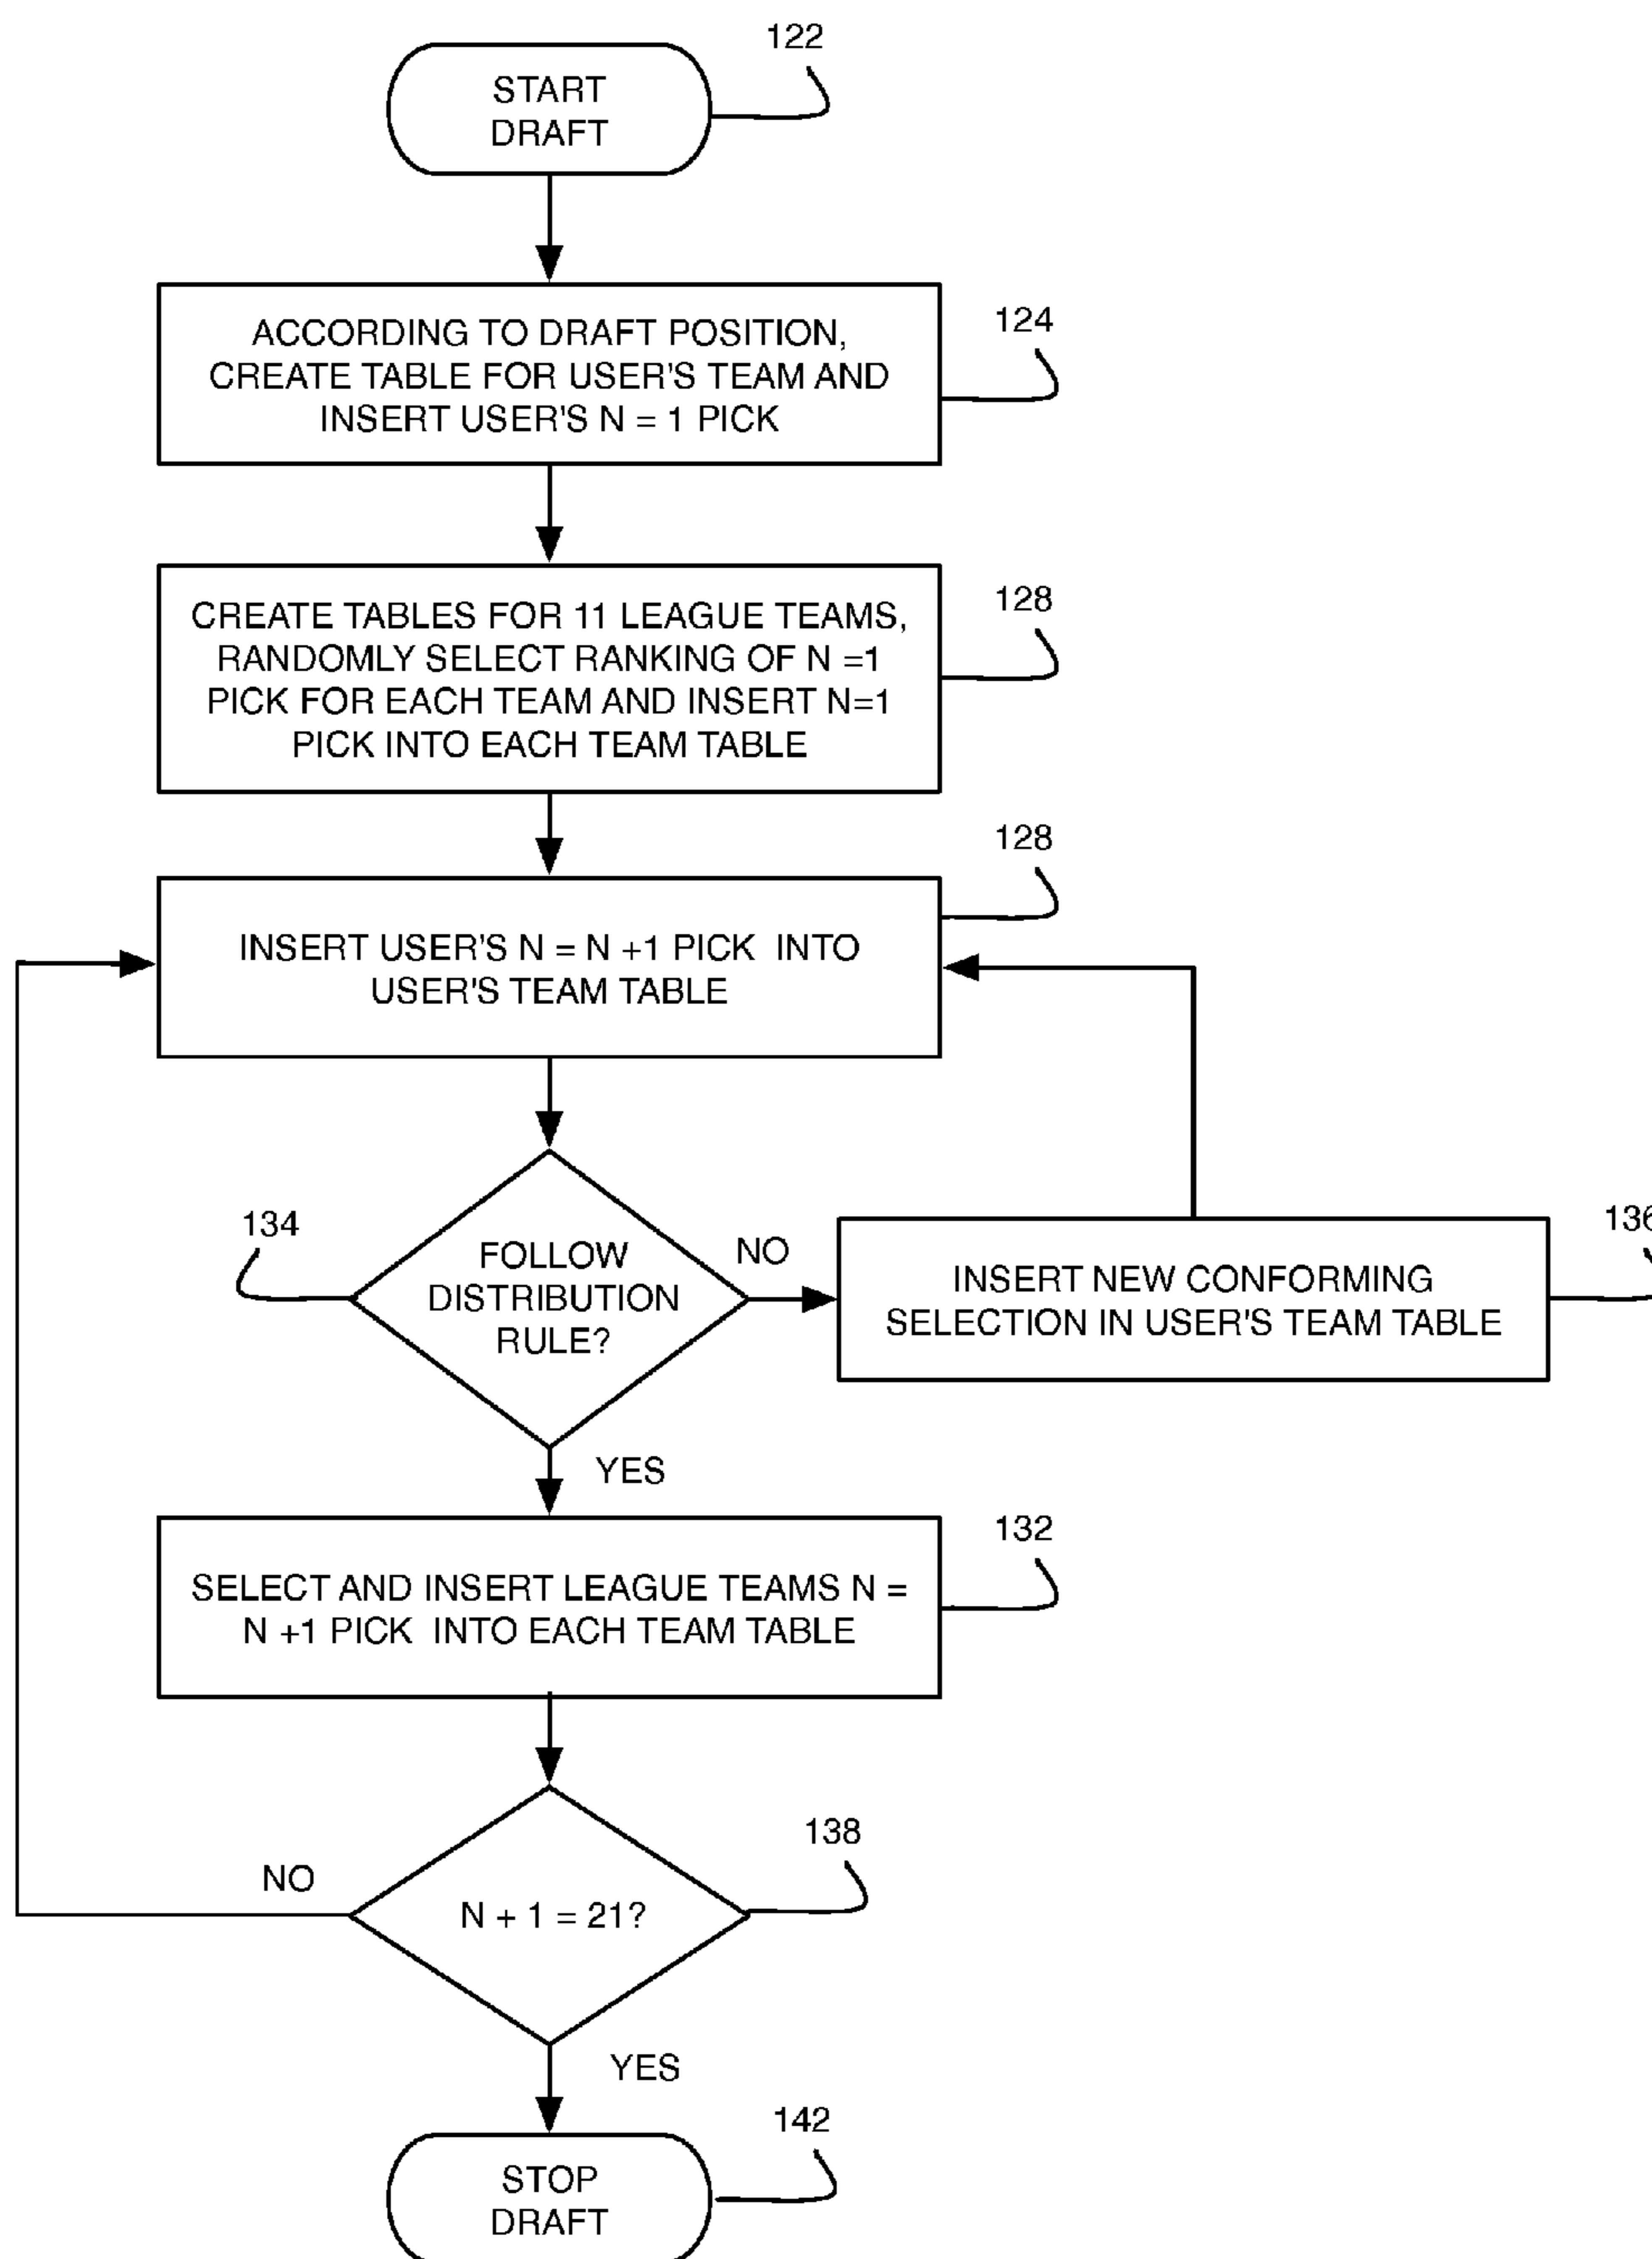 122
START
DRAFT
ACCORDING TO DRAFT POSITION,
CREATE TABLE FOR USER'S TEAM AND
INSERT USER'S N = 1 PICK
124
CREATE TABLES FOR 11 LEAGUE TEAMS,
RANDOMLY SELECT RANKING OF N =1
PICK FOR EACH TEAM AND INSERT N=1
PICK INTO EACH TEAM TABLE
128
128
INSERT USER'S N = N +1 PICK INTO
USER'S TEAM TABLE
134
FOLLOW
DISTRIBUTION
RULE?
NO
INSERT NEW CONFORMING
SELECTION IN USER'S TEAM TABLE
136
YES
132
SELECT AND INSERT LEAGUE TEAMS N =
N +1 PICK INTO EACH TEAM TABLE
138
NO
N + 1 = 21?
YES
142
STOP
DRAFT